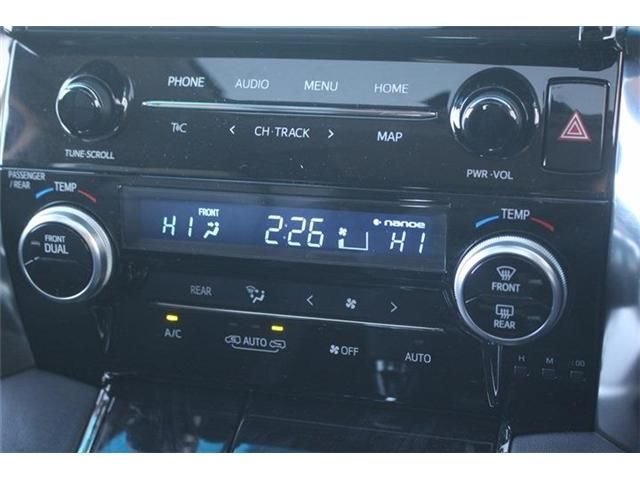 PHONE AUDIO MENU HOME
T\C < CH·TRACK > MAP
TUNE·SCROLL
PWR·VOL
PASSENGER / REAR
TEMP
TEMP
FRONT
nanoe
HI 2:26 HI
FRONT DUAL
FRONT
REAR
REAR < >
A/C AUTO OFF AUTO
H M :00